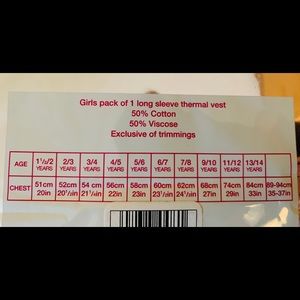 Girls pack of 1 long sleeve thermal vest
50% Cotton
50% Viscose
Exclusive of trimmings
AGE 1½/2 YEARS 2/3 YEARS 3/4 YEARS 4/5 YEARS 5/6 YEARS 6/7 YEARS 7/8 YEARS 9/10 YEARS 11/12 YEARS 13/14 YEARS
CHEST 51cm 20in 52cm 20½in 54 cm 21¼in 56cm 22in 58cm 23in 60cm 23½in 62cm 24½in 68cm 27in 74cm 29in 84cm 33in 89-94cm 35-37in